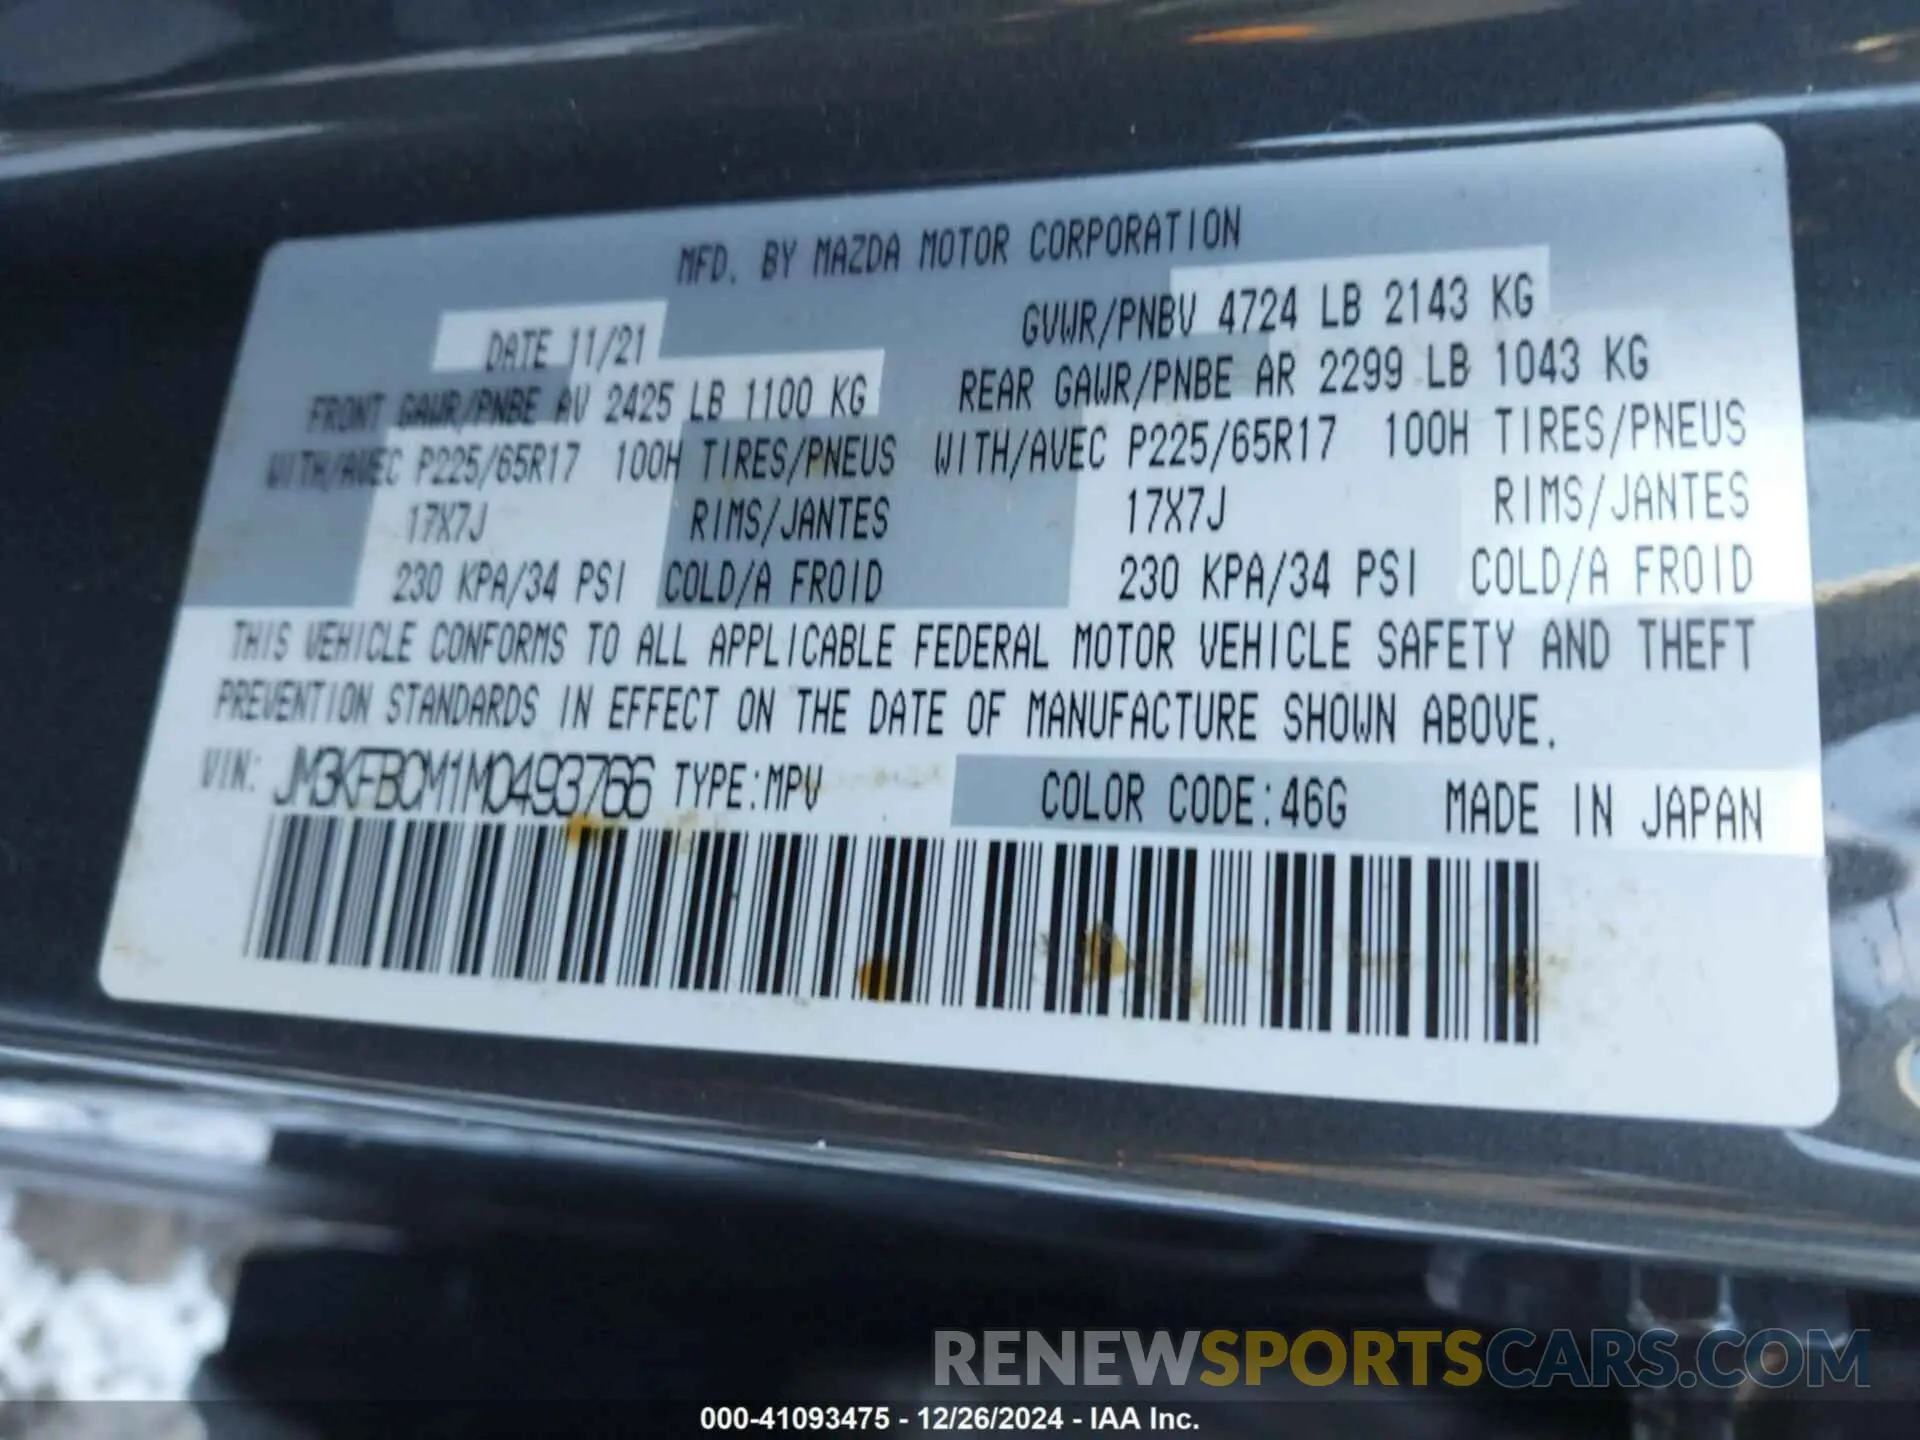 MFD. BY MAZDA MOTOR CORPORATION
DATE 11/21 GVWR/PNBV 4724 LB 2143 KG
FRONT GAWR/PNBE AV 2425 LB 1100 KG REAR GAWR/PNBE AR 2299 LB 1043 KG
WITH/AVEC P225/65R17 100H TIRES/PNEUS WITH/AVEC P225/65R17 100H TIRES/PNEUS
17X7J RIMS/JANTES 17X7J RIMS/JANTES
230 KPA/34 PSI COLD/A FROID 230 KPA/34 PSI COLD/A FROID
THIS VEHICLE CONFORMS TO ALL APPLICABLE FEDERAL MOTOR VEHICLE SAFETY AND THEFT
PREVENTION STANDARDS IN EFFECT ON THE DATE OF MANUFACTURE SHOWN ABOVE.
VIN: JM3KFBCM1M0493766 TYPE:MPV COLOR CODE:46G MADE IN JAPAN
RENEWSPORTSCARS.COM
000-41093475 - 12/26/2024 - IAA Inc.